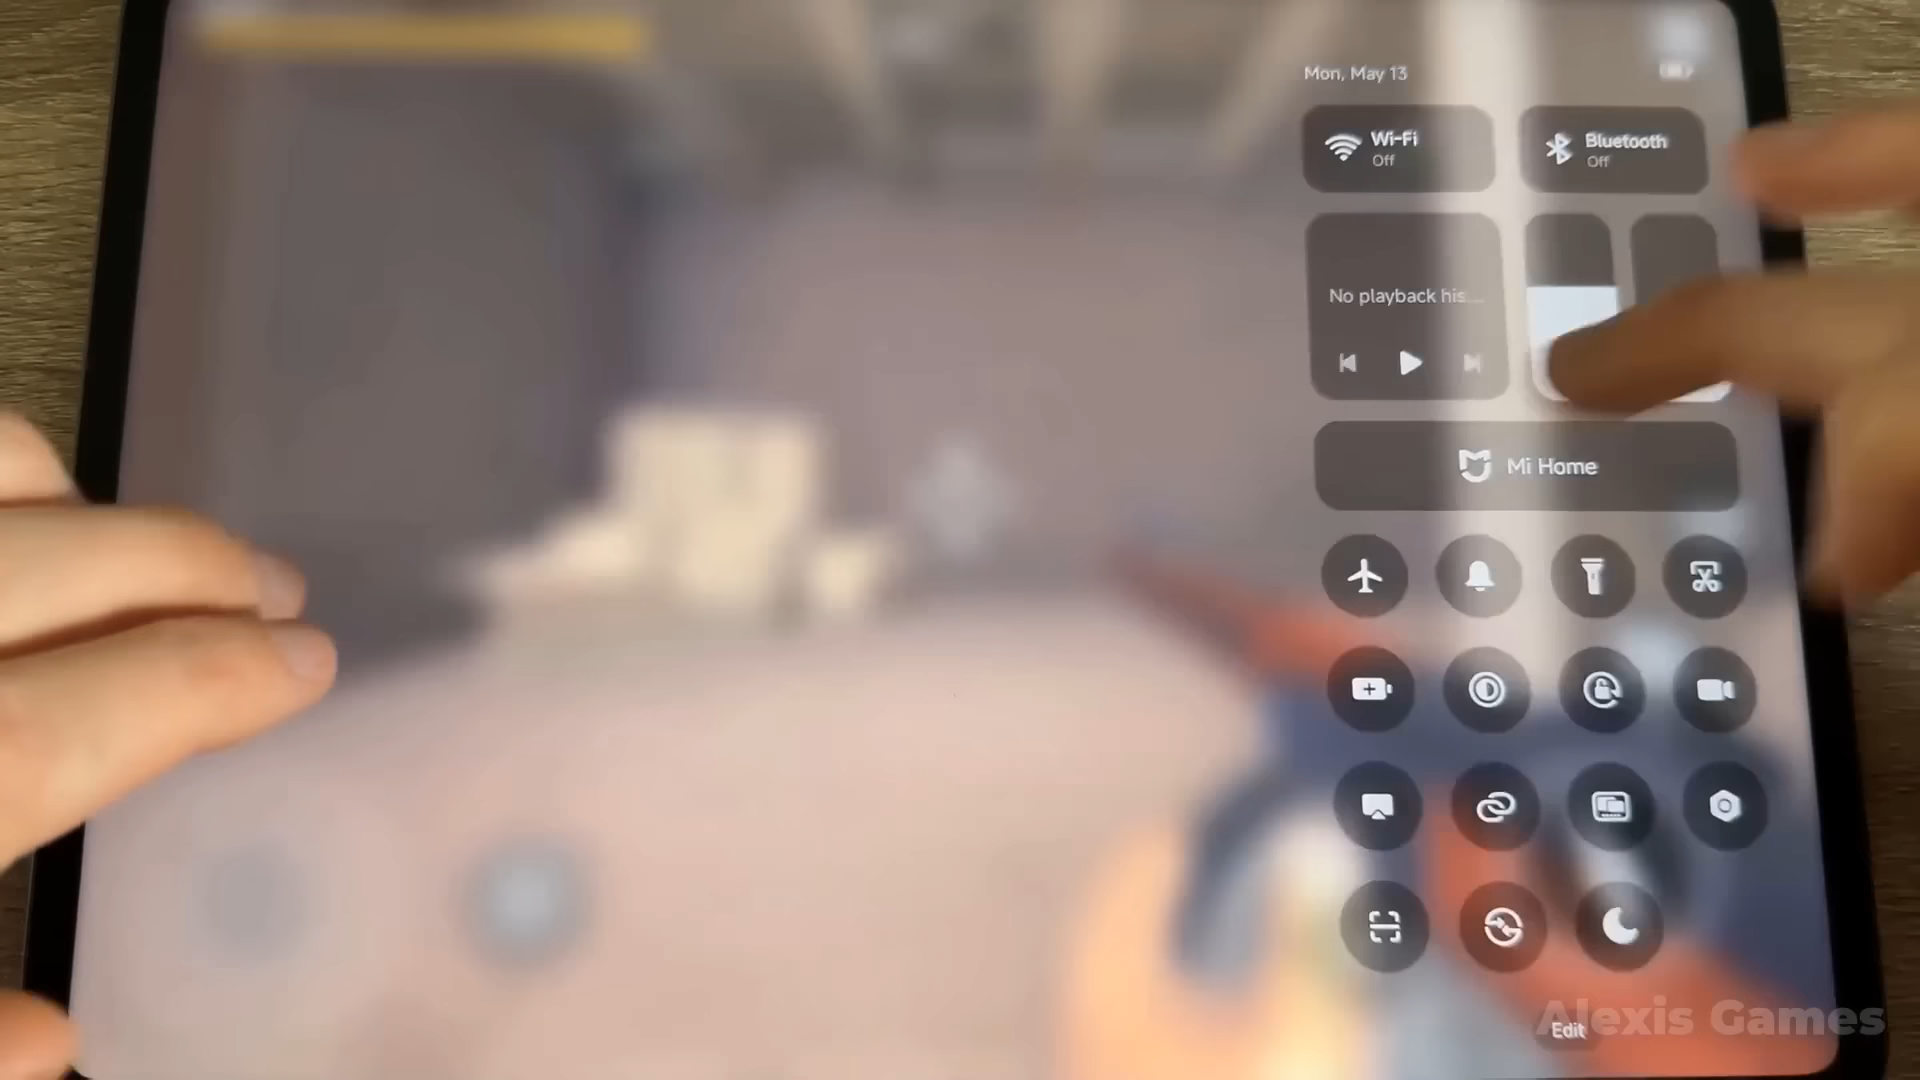 Mon, May 13
Wi-Fi
Off
Bluetooth
Off
No playback his...
Mi Home
Edit
Alexis Games